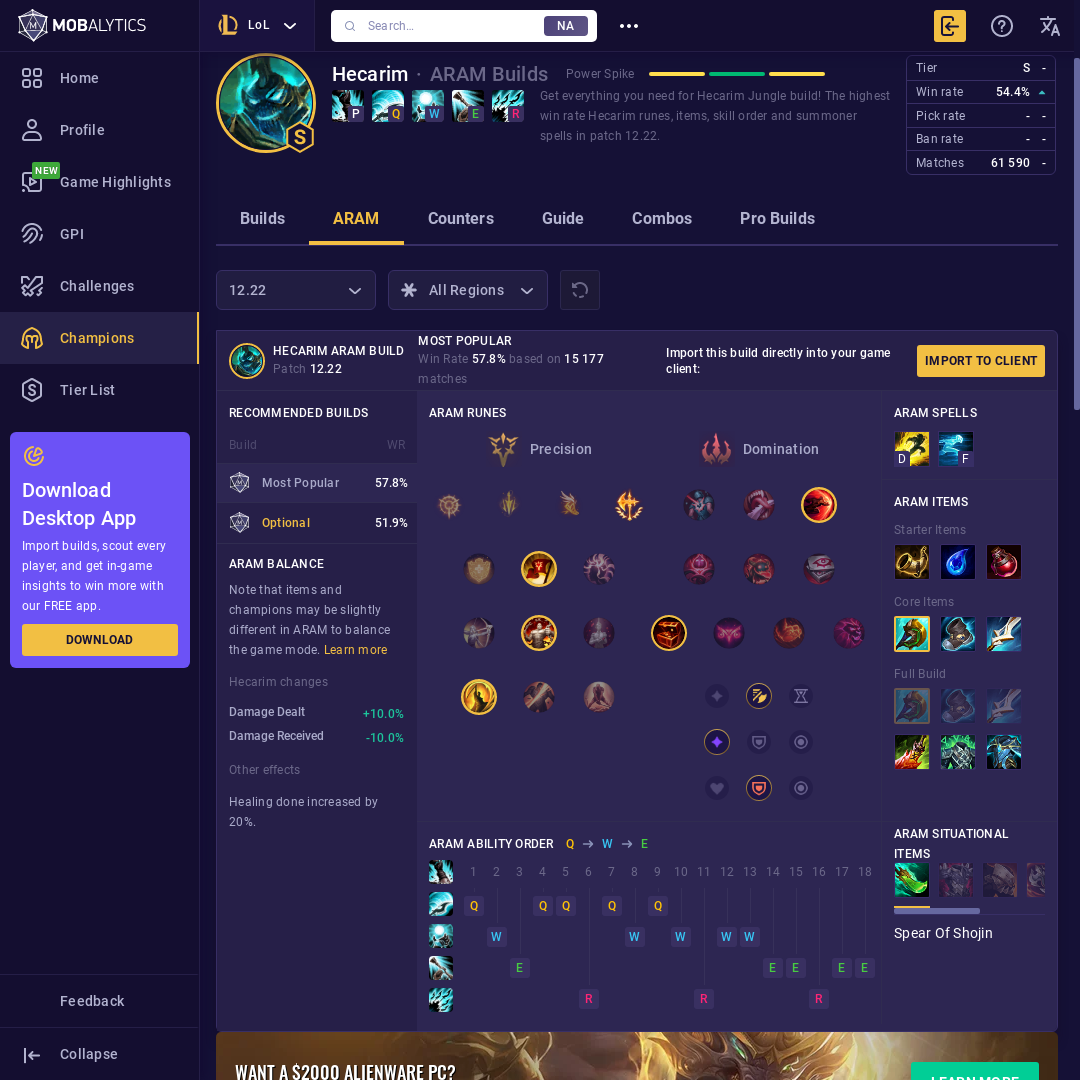 MOBALYTICS
LoL
Search...
NA
Home
Profile
NEW
Game Highlights
GPI
Challenges
Champions
Tier List
Download
Desktop App
Import builds, scout every
player, and get in-game
insights to win more with
our FREE app.
DOWNLOAD
Feedback
Collapse
S
Hecarim · ARAM Builds
Power Spike
P
Q
W
E
R
Get everything you need for Hecarim Jungle build! The highest
win rate Hecarim runes, items, skill order and summoner
spells in patch 12.22.
Tier S -
Win rate 54.4%
Pick rate - -
Ban rate - -
Matches 61 590 -
Builds
ARAM
Counters
Guide
Combos
Pro Builds
12.22
All Regions
HECARIM ARAM BUILD
Patch 12.22
MOST POPULAR
Win Rate 57.8% based on 15 177
matches
Import this build directly into your game
client:
IMPORT TO CLIENT
RECOMMENDED BUILDS
Build WR
Most Popular 57.8%
Optional 51.9%
ARAM BALANCE
Note that items and
champions may be slightly
different in ARAM to balance
the game mode. Learn more
Hecarim changes
Damage Dealt +10.0%
Damage Received -10.0%
Other effects
Healing done increased by
20%.
ARAM RUNES
Precision
Domination
ARAM SPELLS
D
F
ARAM ITEMS
Starter Items
Core Items
Full Build
ARAM ABILITY ORDER Q → W → E
1 2 3 4 5 6 7 8 9 10 11 12 13 14 15 16 17 18
Q Q Q Q Q
W W W W W
E E E E E
R R R
ARAM SITUATIONAL
ITEMS
Spear Of Shojin
WANT A $2000 ALIENWARE PC?
LEARN MORE